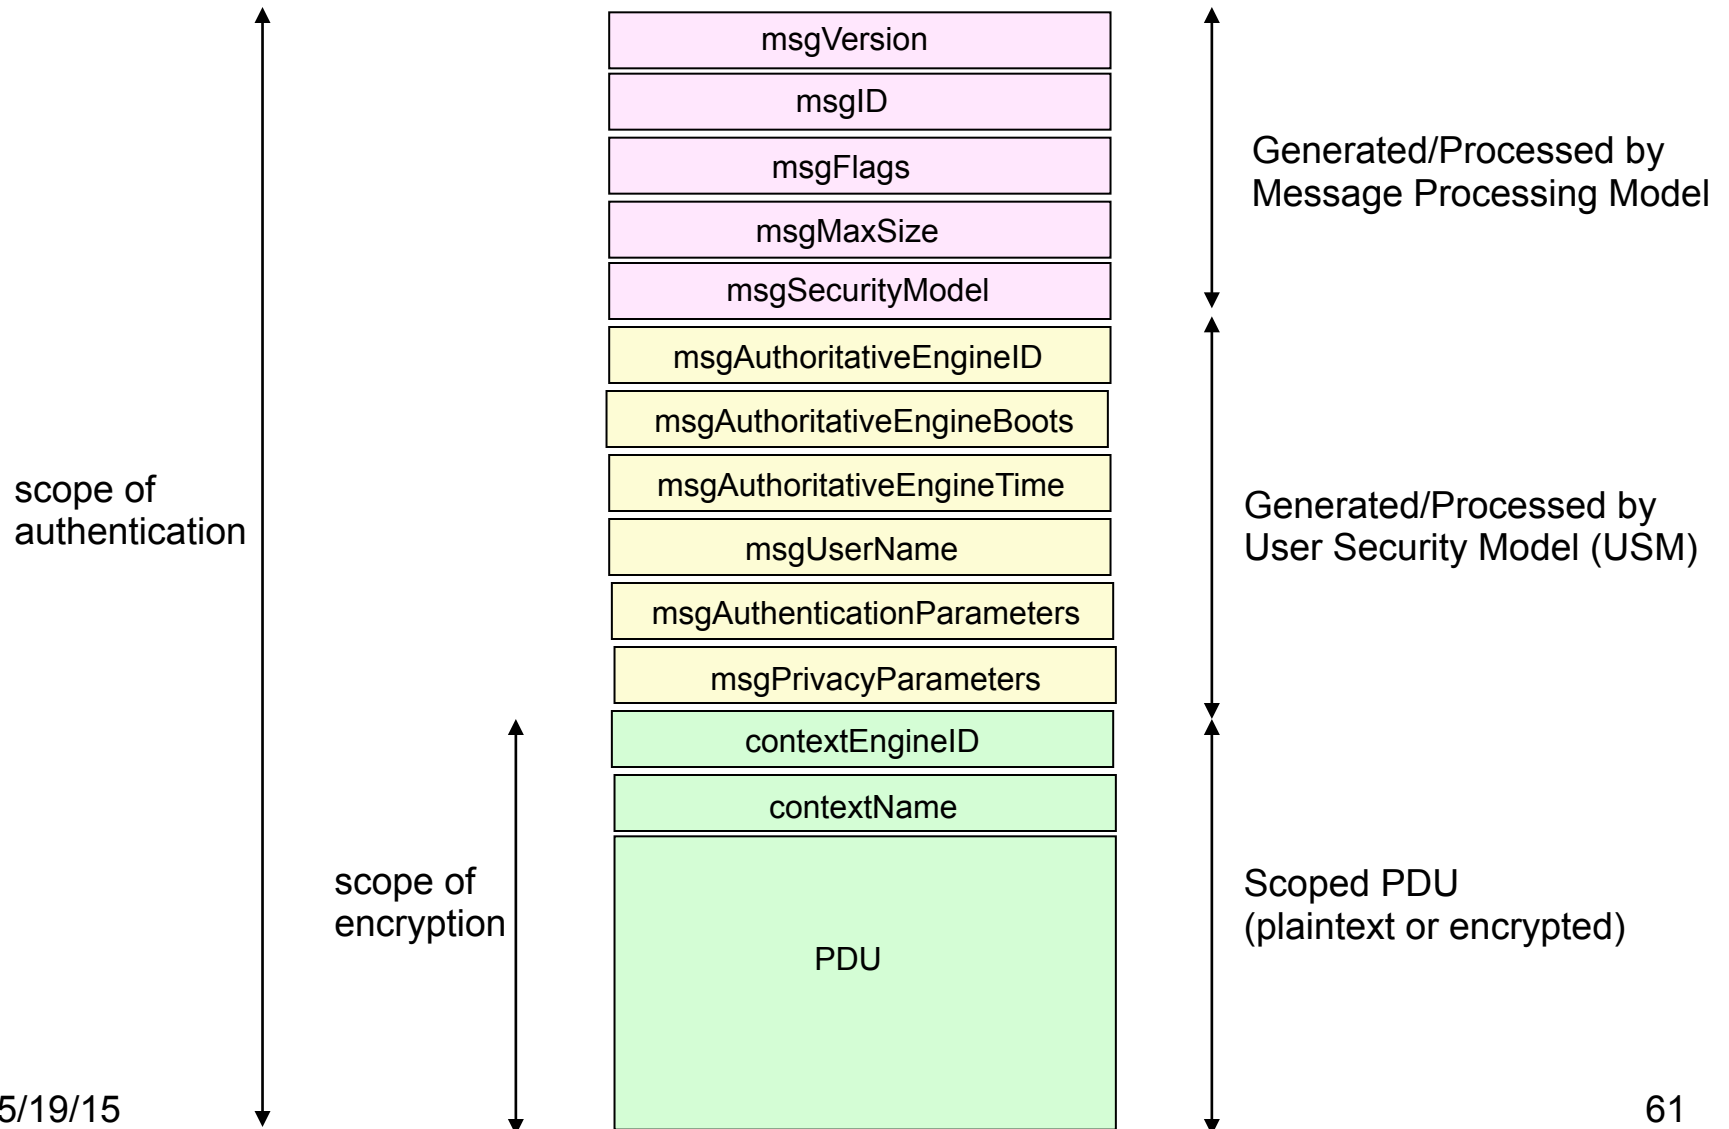 msgVersion
msgID
msgFlags
msgMaxSize
msgSecurityModel
Generated/Processed by
Message Processing Model
msgAuthoritativeEngineID
msgAuthoritativeEngineBoots
msgAuthoritativeEngineTime
msgUserName
msgAuthenticationParameters
msgPrivacyParameters
scope of
authentication
Generated/Processed by
User Security Model (USM)
contextEngineID
contextName
PDU
scope of
encryption
Scoped PDU
(plaintext or encrypted)
5/19/15
61